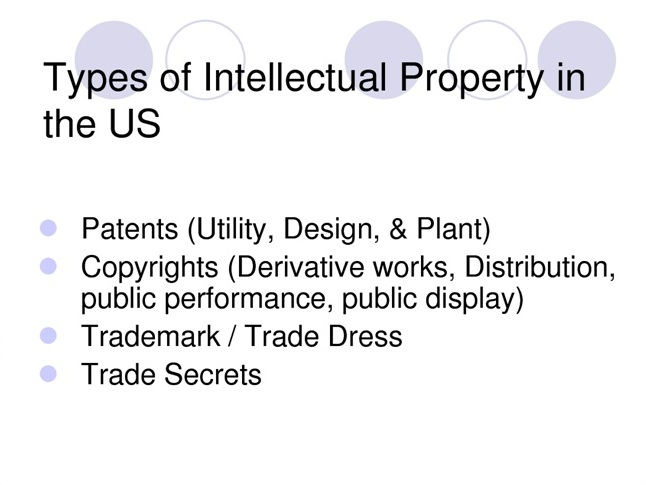 Types of Intellectual Property in
the US
Patents (Utility, Design, & Plant)
Copyrights (Derivative works, Distribution,
public performance, public display)
Trademark / Trade Dress
Trade Secrets